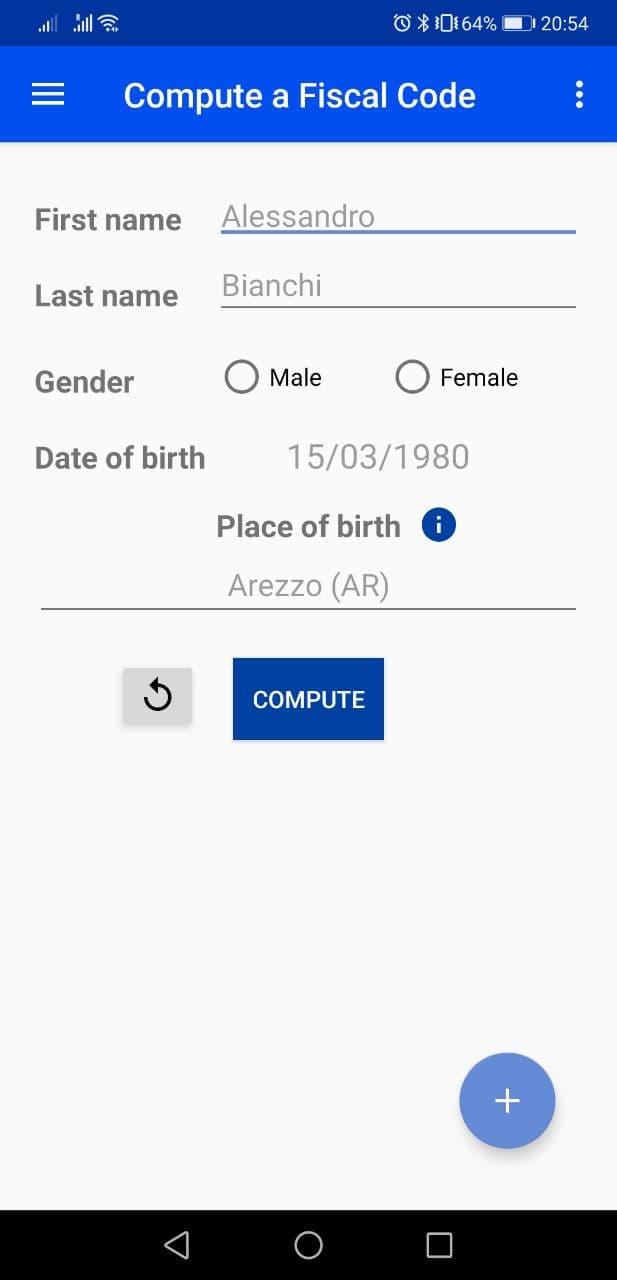 64% 20:54
Compute a Fiscal Code
First name Alessandro
Last name Bianchi
Gender Male Female
Date of birth 15/03/1980
Place of birth i
Arezzo (AR)
COMPUTE
+